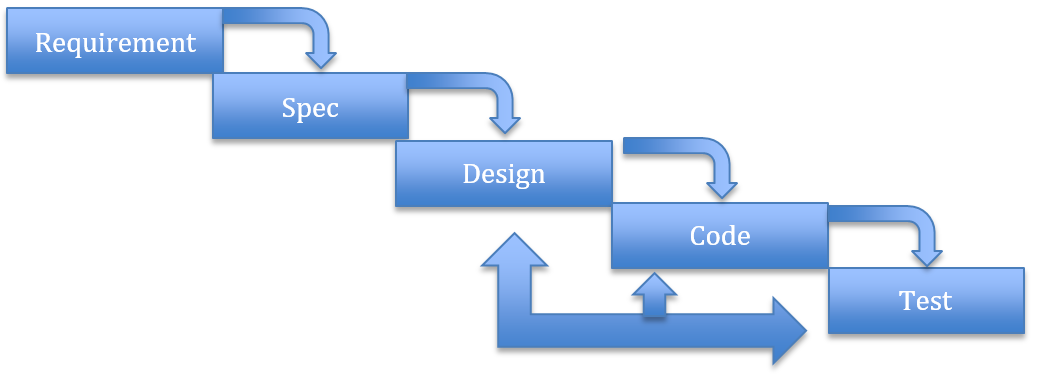 Requirement
Spec
Design
Code
Test